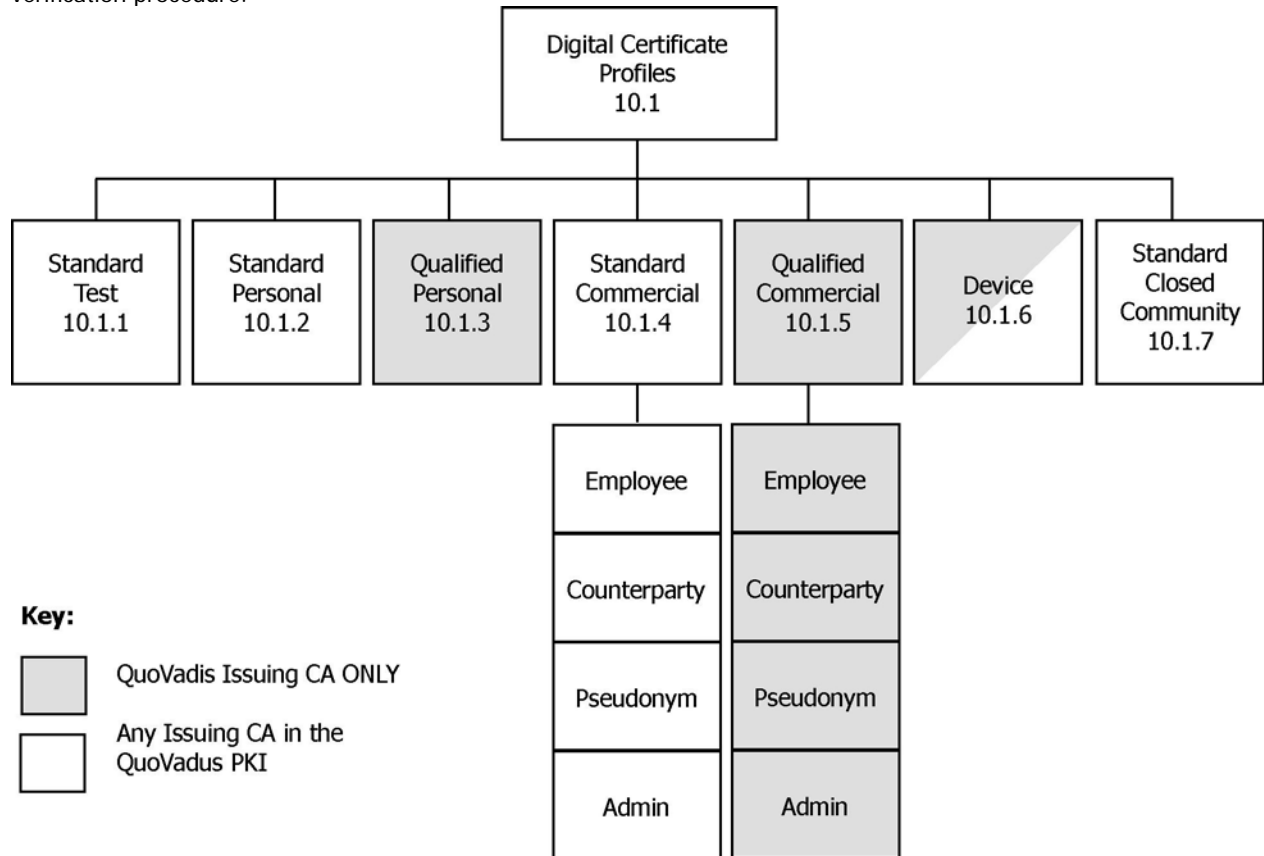 verification procedure.
Digital Certificate
Profiles
10.1
Standard
Test
10.1.1
Standard
Personal
10.1.2
Qualified
Personal
10.1.3
Standard
Commercial
10.1.4
Qualified
Commercial
10.1.5
Device
10.1.6
Standard
Closed
Community
10.1.7
Employee
Employee
Counterparty
Counterparty
Pseudonym
Pseudonym
Admin
Admin
Key:
QuoVadis Issuing CA ONLY
Any Issuing CA in the
QuoVadus PKI